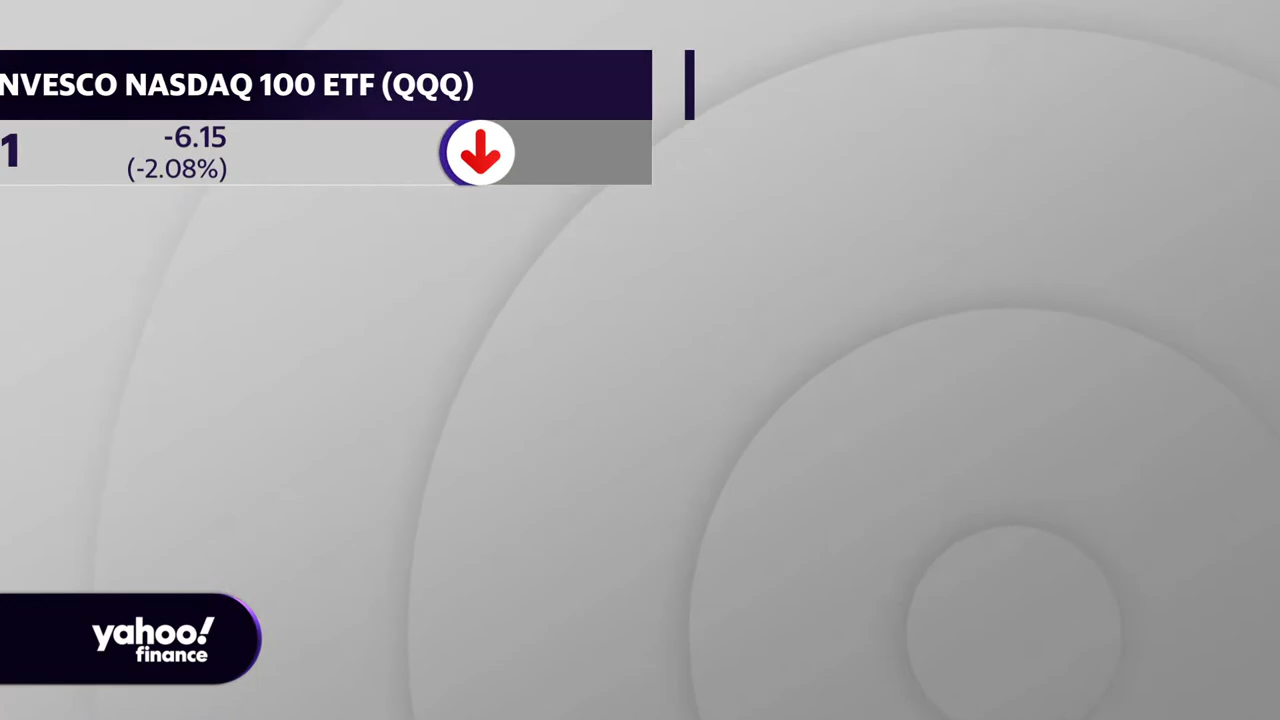 NVESCO NASDAQ 100 ETF (QQQ)
1
-6.15
(-2.08%)
yahoo!
finance